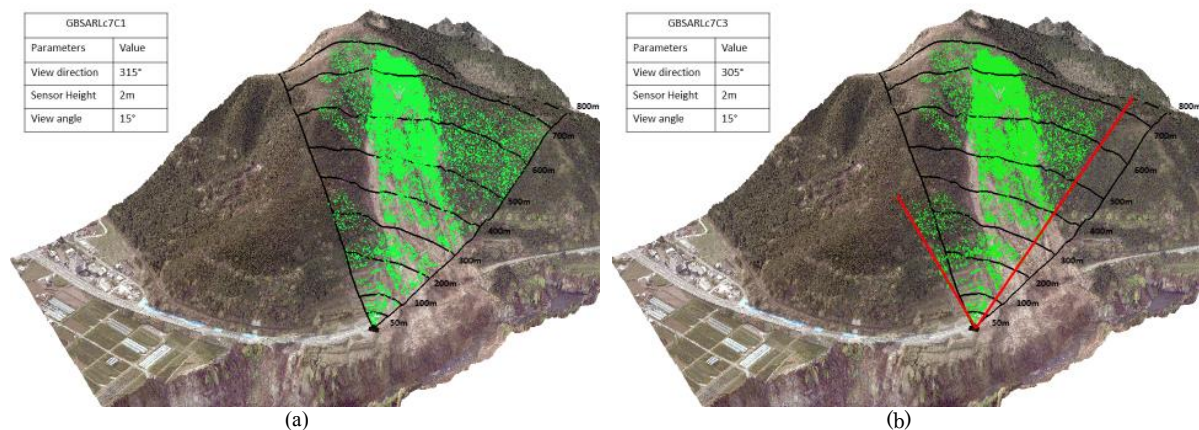 GBSARLc7C1
Parameters Value
View direction 315°
Sensor Height 2m
View angle 15°
800m
700m
600m
500m
400m
300m
200m
100m
50m
(a)
GBSARLc7C3
Parameters Value
View direction 305°
Sensor Height 2m
View angle 15°
800m
700m
600m
500m
400m
300m
200m
100m
50m
(b)